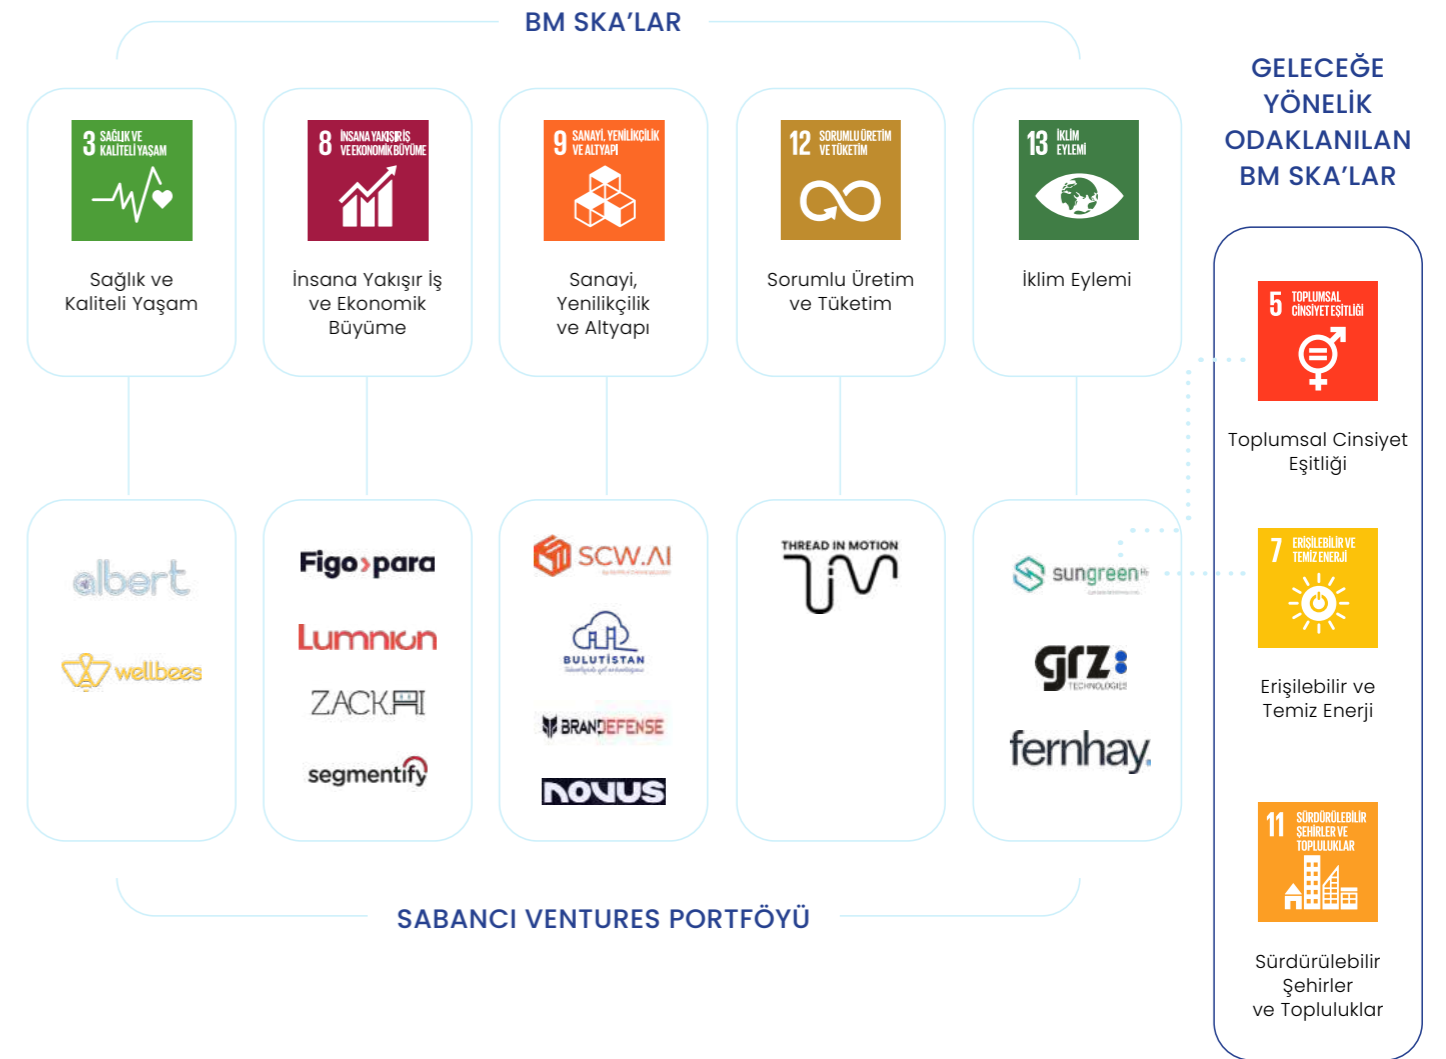 BM SKA’LAR
3 SAĞLIK VE
KALİTELİ YAŞAM
Sağlık ve
Kaliteli Yaşam
8 İNSANA YAKIŞIR İŞ
VE EKONOMİK BÜYÜME
İnsana Yakışır İş
ve Ekonomik
Büyüme
9 SANAYİ, YENİLİKÇİLİK
VE ALTYAPI
Sanayi,
Yenilikçilik
ve Altyapı
12 SORUMLU ÜRETİM
VE TÜKETİM
Sorumlu Üretim
ve Tüketim
13 İKLİM
EYLEMİ
İklim Eylemi
albert
wellbees
Figopara
Lumnion
ZACK.AI
segmentify
SCW.AI
BULUTİSTAN
BRANDEFENSE
NOVUS
THREAD IN MOTION
TIM
sungreen H₂
grz
TECHNOLOGIES
fernhay.
SABANCI VENTURES PORTFÖYÜ
GELECEĞE
YÖNELİK
ODAKLANILAN
BM SKA’LAR
5 TOPLUMSAL
CİNSİYET EŞİTLİĞİ
Toplumsal Cinsiyet
Eşitliği
7 ERİŞİLEBİLİR VE
TEMİZ ENERJİ
Erişilebilir ve
Temiz Enerji
11 SÜRDÜRÜLEBİLİR
ŞEHİRLER VE
TOPLULUKLAR
Sürdürülebilir
Şehirler
ve Topluluklar